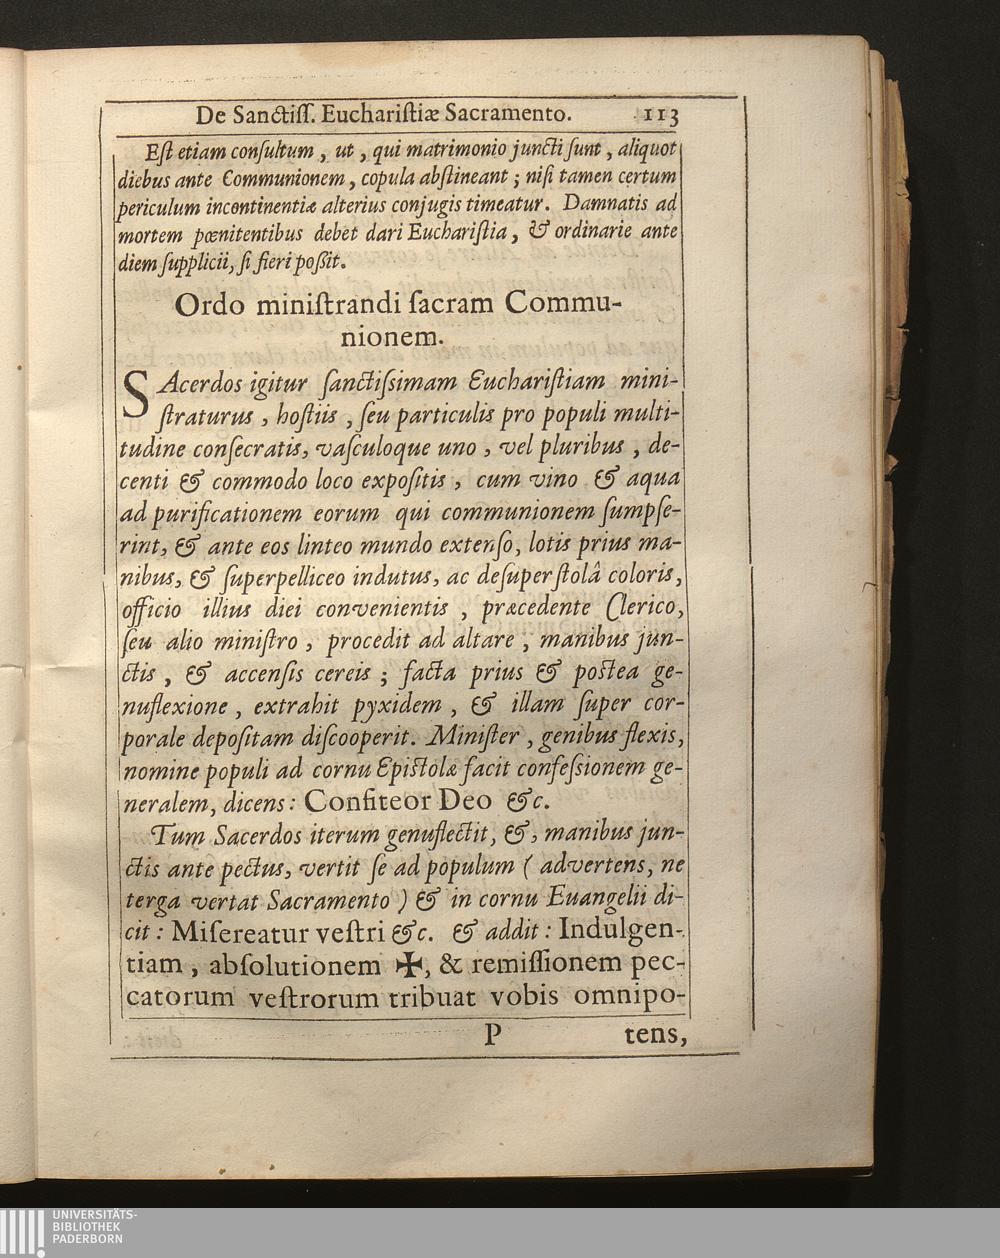 De Sanctiſſ. Euchariſtiæ Sacramento. 113
Eſt etiam conſultum, ut, qui matrimonio juncti ſunt, aliquot
diebus ante Communionem, copula abſtineant; niſi tamen certum
periculum incontinentiæ alterius conjugis timeatur. Damnatis ad
mortem pœnitentibus debet dari Euchariſtia, & ordinarie ante
diem ſupplicii, ſi fieri poßit.
Ordo miniſtrandi ſacram Commu-
nionem.
SAcerdos igitur ſanctiſsimam Euchariſtiam mini-
ſtraturus, hoſtiis, ſeu particulis pro populi multi-
tudine conſecratis, vaſculoque uno, vel pluribus, de-
centi & commodo loco expoſitis, cum vino & aqua
ad purificationem eorum qui communionem ſumpſe-
rint, & ante eos linteo mundo extenſo, lotis prius ma-
nibus, & ſuperpelliceo indutus, ac deſuper ſtolâ coloris,
officio illius diei convenientis, præcedente Clerico,
ſeu alio miniſtro, procedit ad altare, manibus jun-
ctis, & accenſis cereis; facta prius & poſtea ge-
nuflexione, extrahit pyxidem, & illam ſuper cor-
porale depoſitam diſcooperit. Miniſter, genibus flexis,
nomine populi ad cornu Epiſtolæ facit confeſsionem ge-
neralem, dicens: Confiteor Deo &c.
Tum Sacerdos iterum genuflectit, &, manibus jun-
ctis ante pectus, vertit ſe ad populum (advertens, ne
terga vertat Sacramento) & in cornu Euangelii di-
cit: Miſereatur veſtri &c. & addit: Indulgen-
tiam, abſolutionem ✠, & remiſſionem pec-
catorum veſtrorum tribuat vobis omnipo-
P tens,
UNIVERSITÄTS-
BIBLIOTHEK
PADERBORN